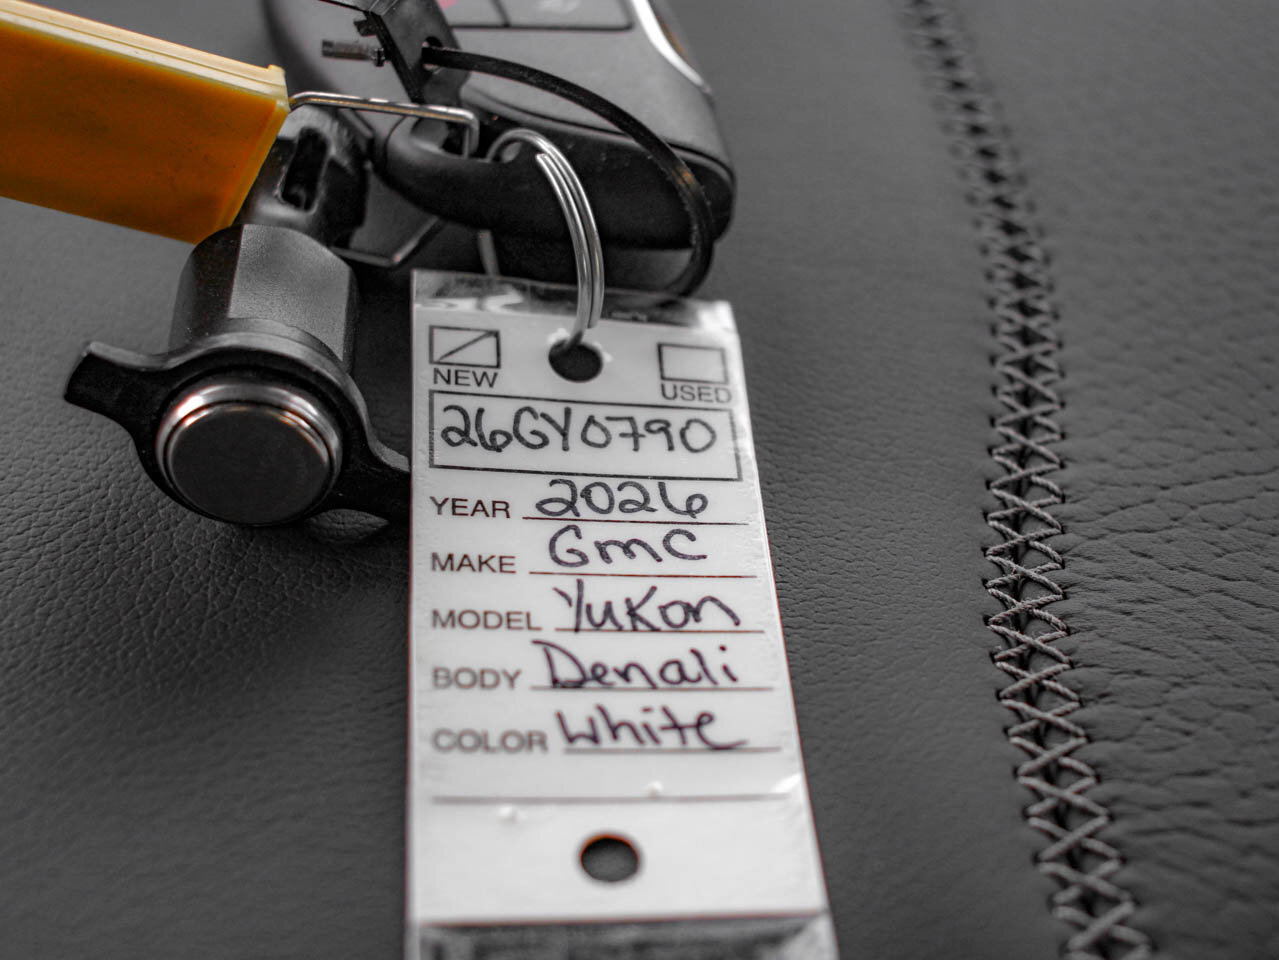 NEW USED
26GY0790
YEAR 2026
MAKE GMC
MODEL Yukon
BODY Denali
COLOR White